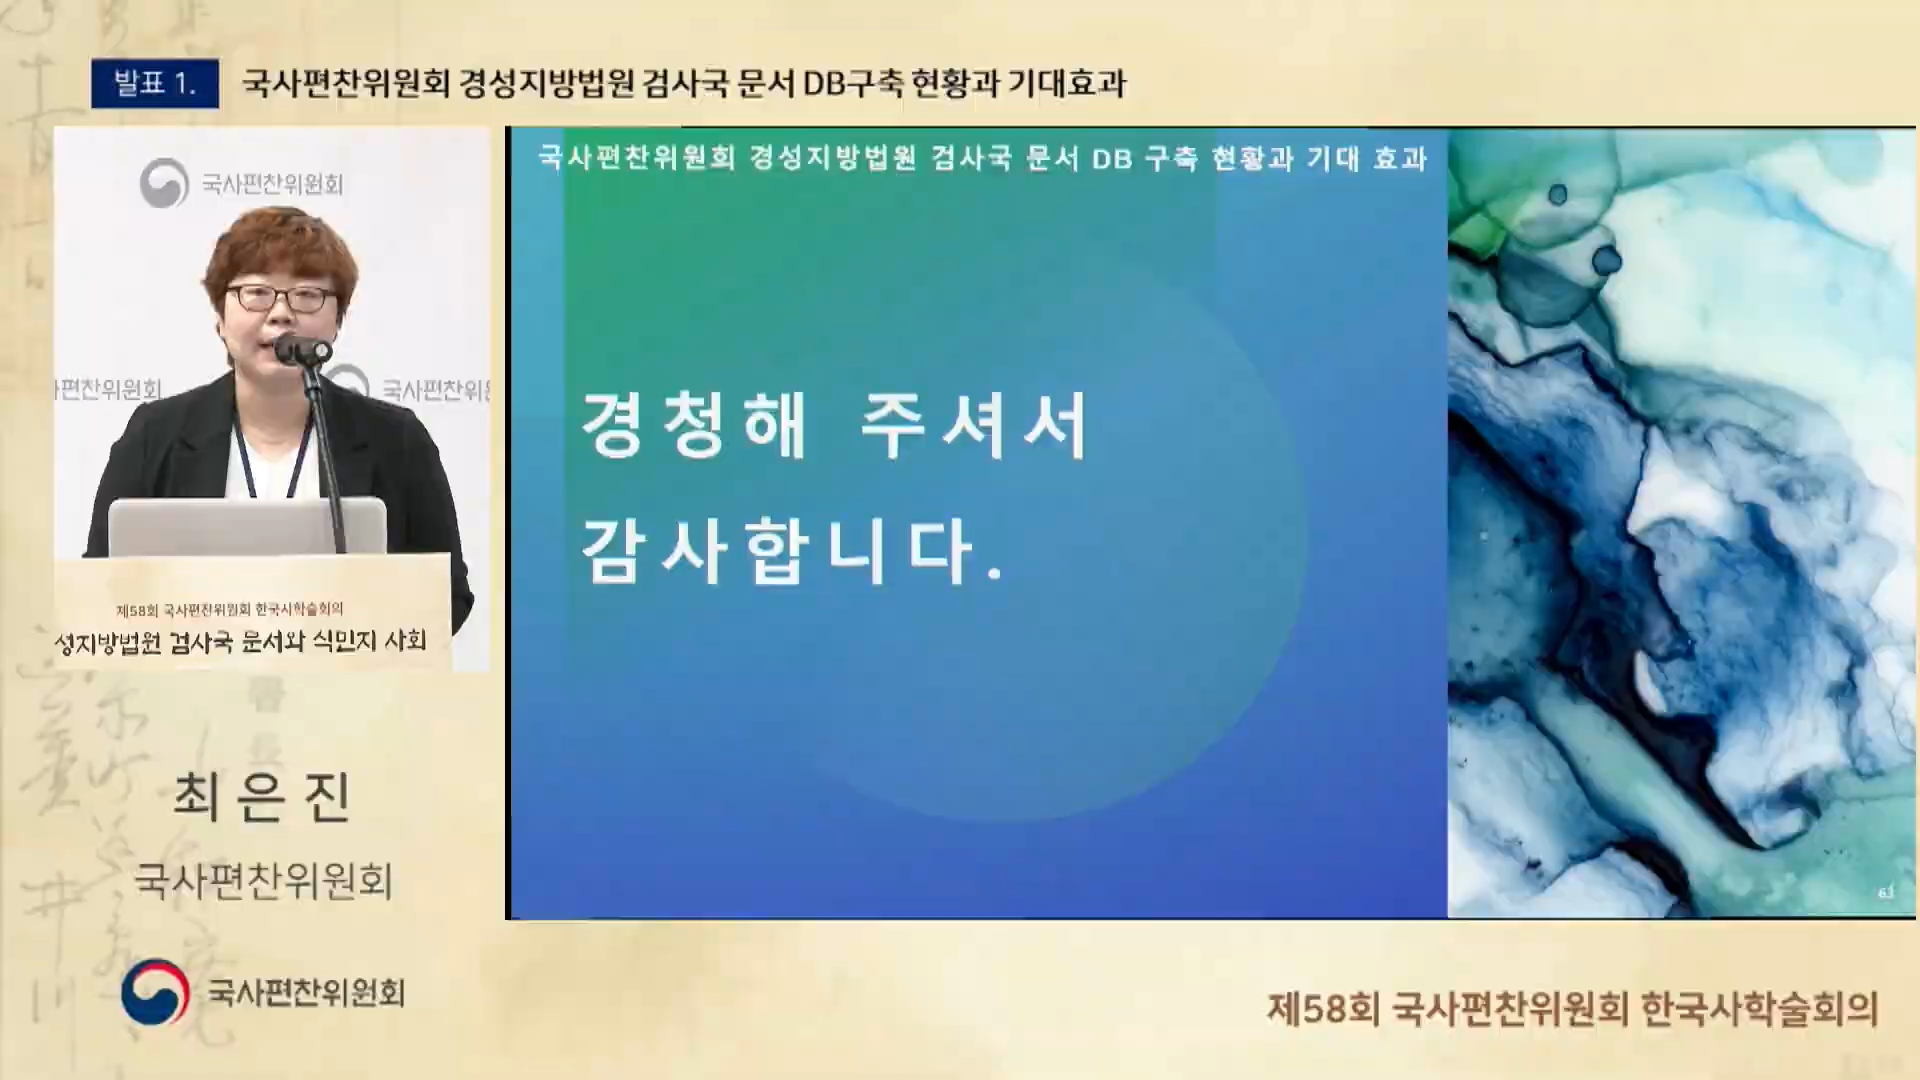 발표 1.
국사편찬위원회 경성지방법원 검사국 문서 DB구축 현황과 기대효과
국사편찬위원회
편찬위원회
국사편찬위원
제58회 국사편찬위원회 한국사학술회의
성지방법원 검사국 문서와 식민지 사회
국사편찬위원회 경성지방법원 검사국 문서 DB 구축 현황과 기대 효과
경청해 주셔서
감사합니다.
61
최은진
국사편찬위원회
국사편찬위원회
제58회 국사편찬위원회 한국사학술회의